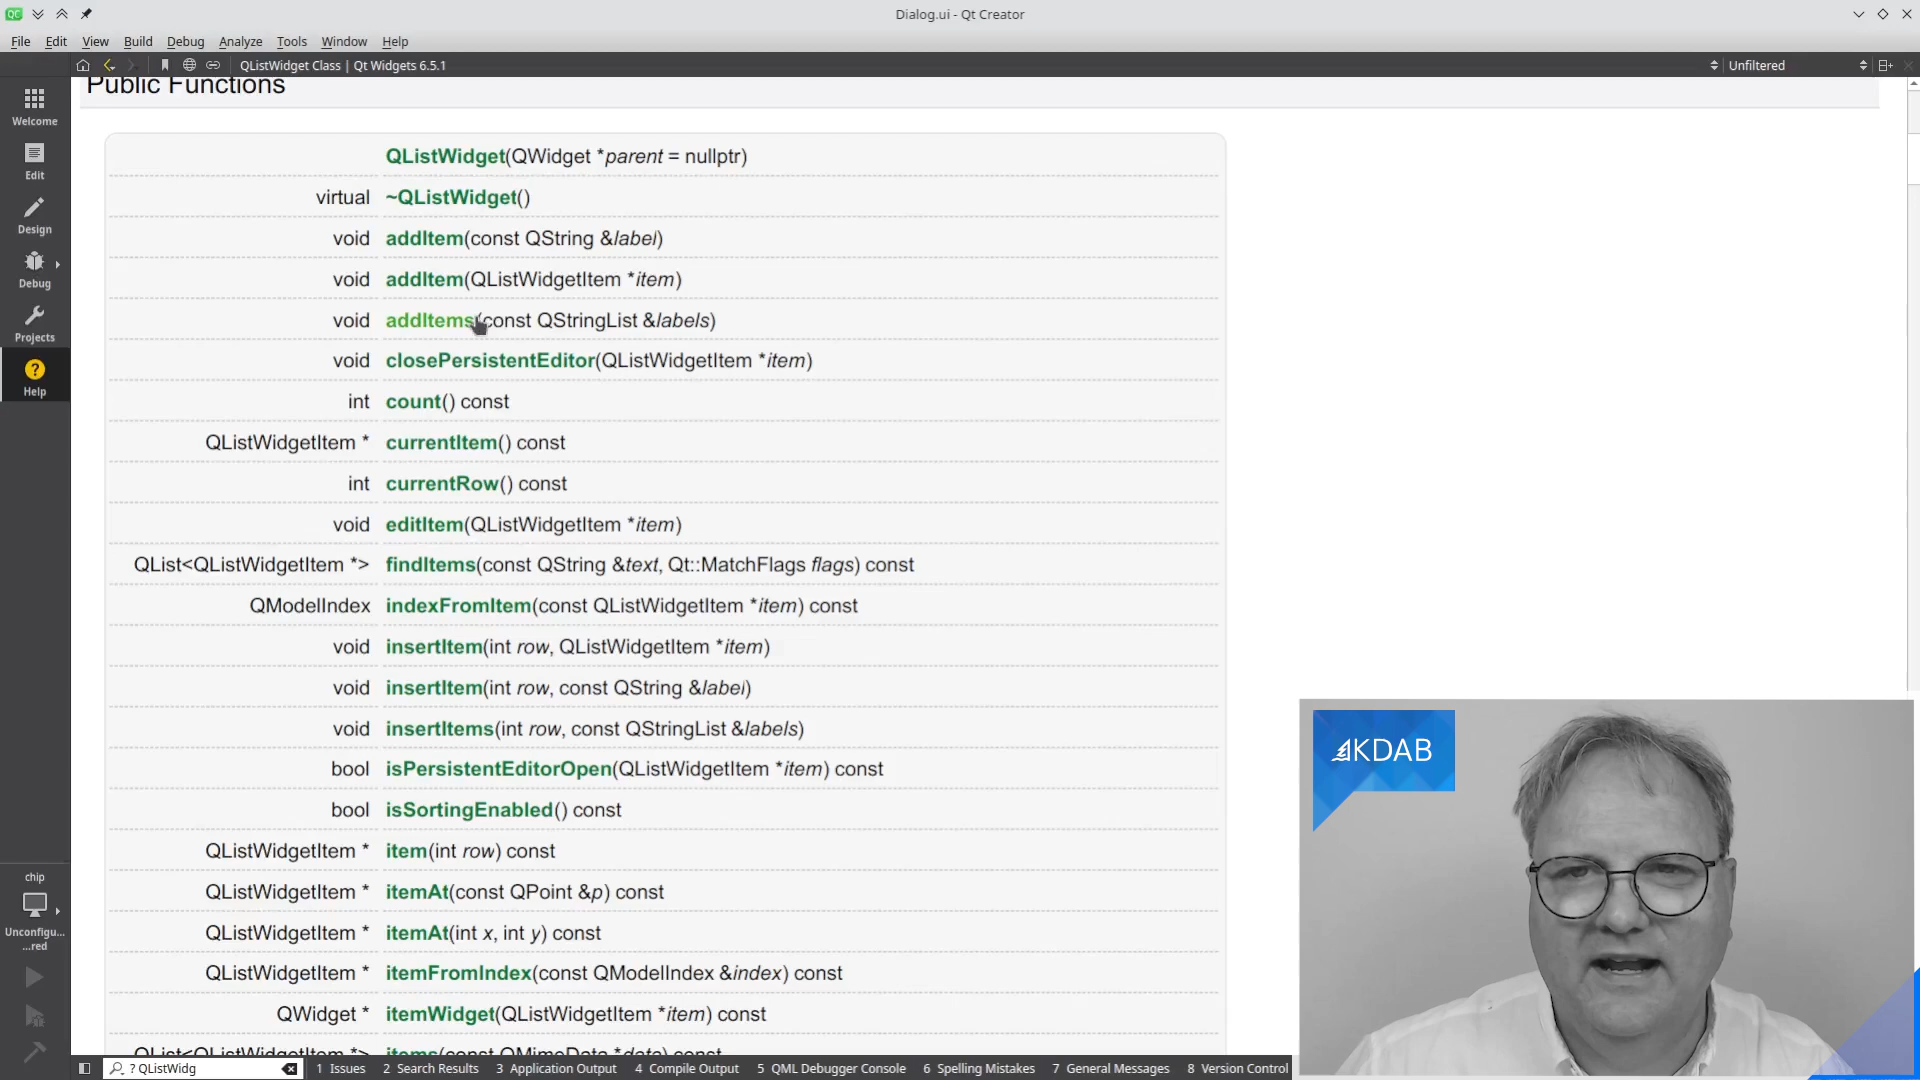 Dialog.ui - Qt Creator
File Edit View Build Debug Analyze Tools Window Help
QListWidget Class | Qt Widgets 6.5.1
Unfiltered
Public Functions
Welcome
Edit
Design
Debug
Projects
Help
QListWidget(QWidget *parent = nullptr)
virtual ~QListWidget()
void addItem(const QString &label)
void addItem(QListWidgetItem *item)
void addItems(const QStringList &labels)
void closePersistentEditor(QListWidgetItem *item)
int count() const
QListWidgetItem * currentItem() const
int currentRow() const
void editItem(QListWidgetItem *item)
QList<QListWidgetItem *> findItems(const QString &text, Qt::MatchFlags flags) const
QModelIndex indexFromItem(const QListWidgetItem *item) const
void insertItem(int row, QListWidgetItem *item)
void insertItem(int row, const QString &label)
void insertItems(int row, const QStringList &labels)
bool isPersistentEditorOpen(QListWidgetItem *item) const
bool isSortingEnabled() const
QListWidgetItem * item(int row) const
QListWidgetItem * itemAt(const QPoint &p) const
QListWidgetItem * itemAt(int x, int y) const
QListWidgetItem * itemFromIndex(const QModelIndex &index) const
QWidget * itemWidget(QListWidgetItem *item) const
QList<QListWidgetItem *> items(const QMimeData *data) const
KDAB
chip
Unconfigu...
...red
? QListWidg
1 Issues 2 Search Results 3 Application Output 4 Compile Output 5 QML Debugger Console 6 Spelling Mistakes 7 General Messages 8 Version Control